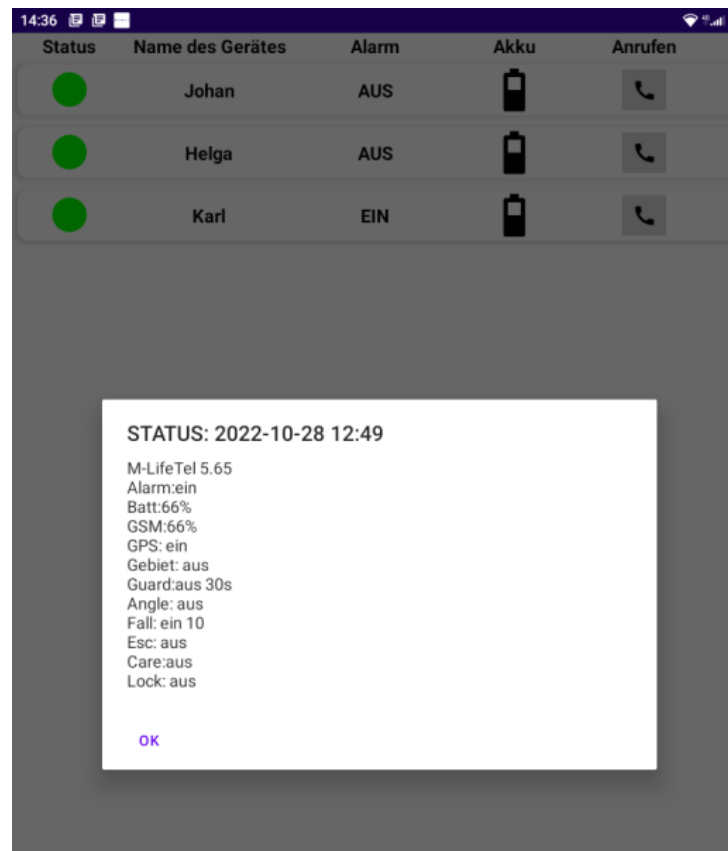 14:36
Status Name des Gerätes Alarm Akku Anrufen
Johan AUS
Helga AUS
Karl EIN
STATUS: 2022-10-28 12:49
M-LifeTel 5.65
Alarm:ein
Batt:66%
GSM:66%
GPS: ein
Gebiet: aus
Guard:aus 30s
Angle: aus
Fall: ein 10
Esc: aus
Care:aus
Lock: aus
OK